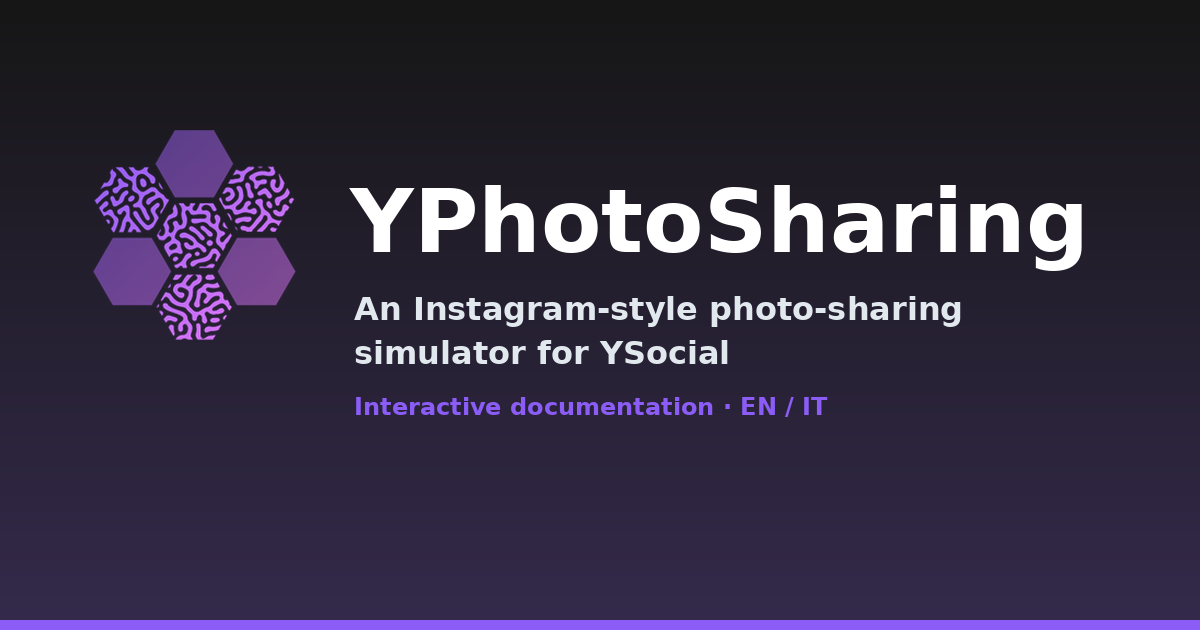 YPhotoSharing
An Instagram-style photo-sharing
simulator for YSocial
Interactive documentation · EN / IT